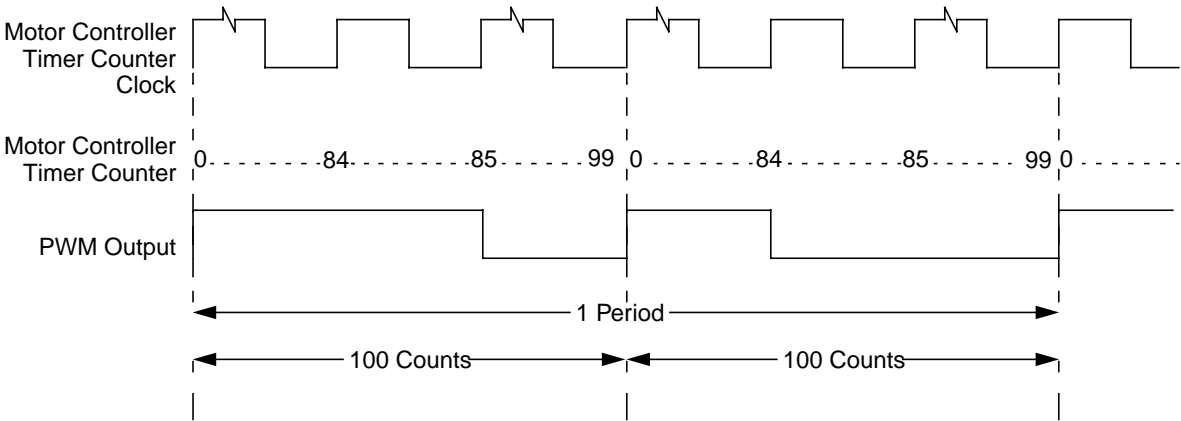 Motor Controller
Timer Counter
Clock
Motor Controller
Timer Counter
0 84 85 99 0 84 85 99 0
PWM Output
1 Period
100 Counts 100 Counts